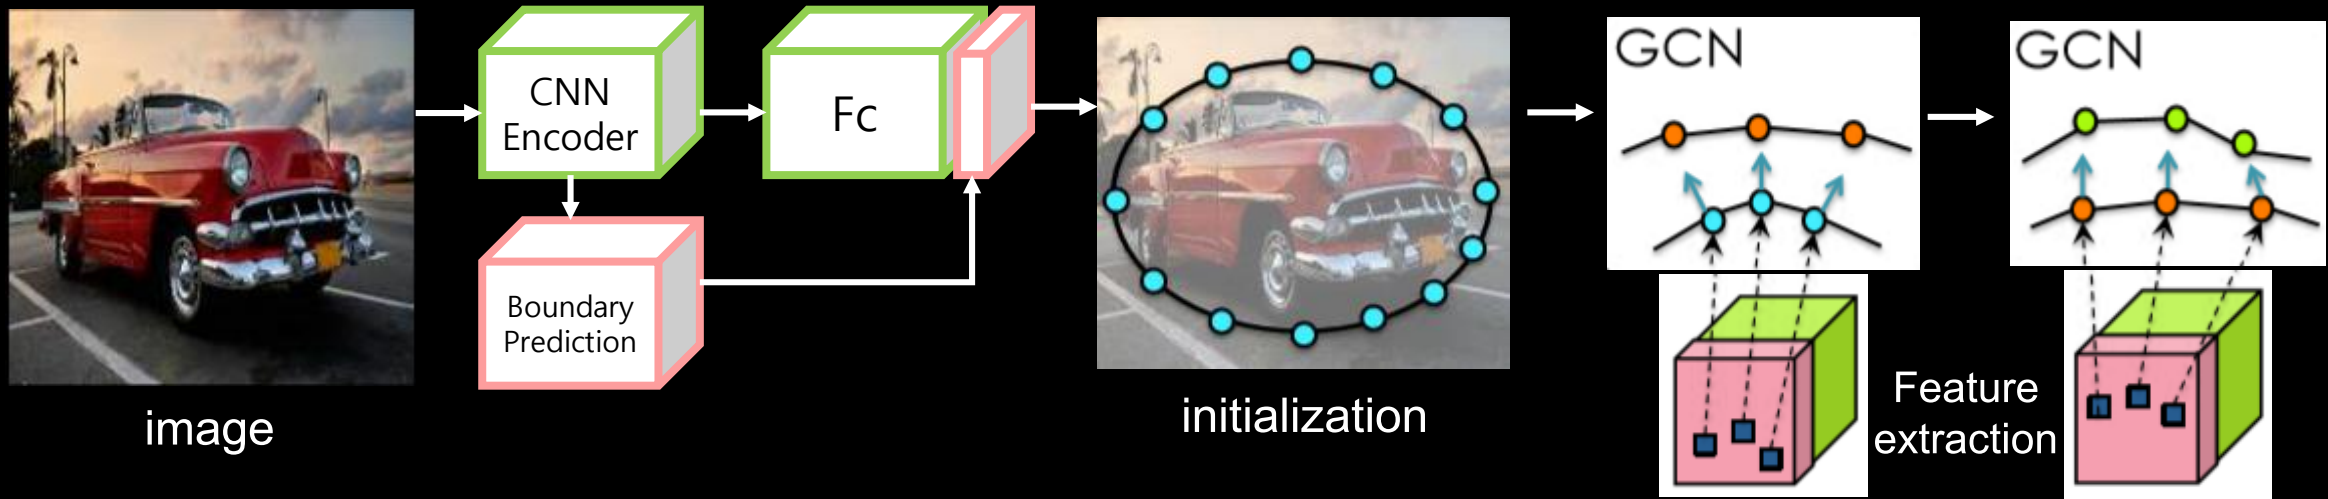 image
CNN
Encoder
Boundary
Prediction
Fc
initialization
GCN
GCN
Feature
extraction